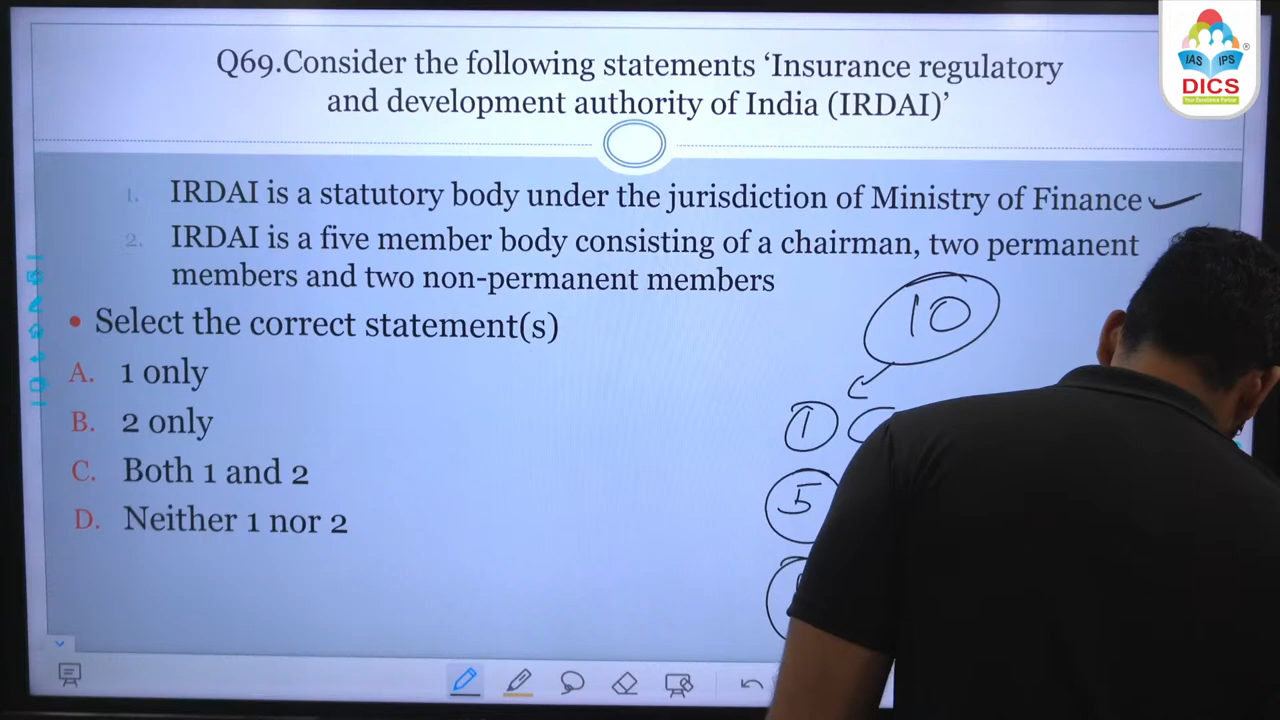 Q69.Consider the following statements ‘Insurance regulatory
and development authority of India (IRDAI)’
1. IRDAI is a statutory body under the jurisdiction of Ministry of Finance
2. IRDAI is a five member body consisting of a chairman, two permanent
members and two non-permanent members
• Select the correct statement(s)
A. 1 only
B. 2 only
C. Both 1 and 2
D. Neither 1 nor 2
10
1
5
IAS IPS
DICS